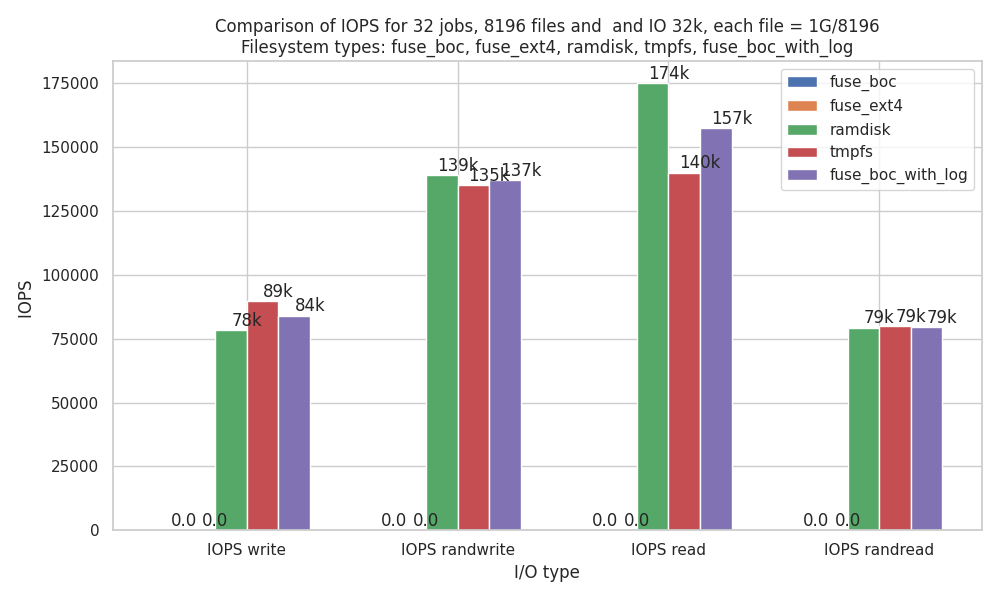 Comparison of IOPS for 32 jobs, 8196 files and  and IO 32k, each file = 1G/8196
Filesystem types: fuse_boc, fuse_ext4, ramdisk, tmpfs, fuse_boc_with_log
fuse_boc
fuse_ext4
ramdisk
tmpfs
fuse_boc_with_log
IOPS
175000
150000
125000
100000
75000
50000
25000
0
0.0
0.0
78k
89k
84k
0.0
0.0
139k
135k
137k
0.0
0.0
174k
140k
157k
0.0
0.0
79k
79k
79k
IOPS write
IOPS randwrite
IOPS read
IOPS randread
I/O type